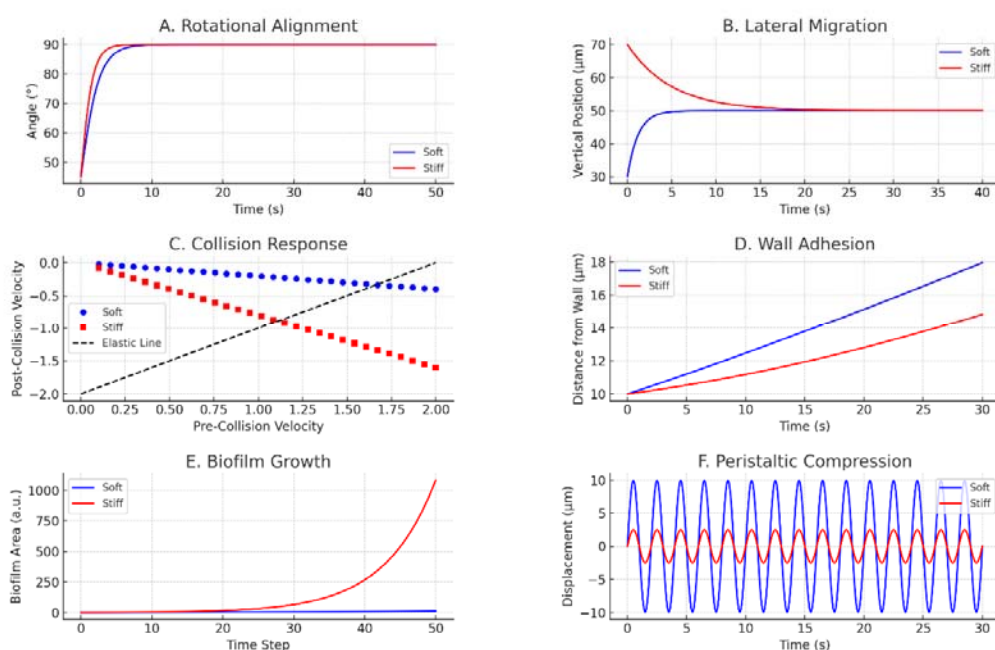 A. Rotational Alignment
90
80
70
60
50
Angle (°)
Soft
Stiff
0 10 20 30 40 50
Time (s)
B. Lateral Migration
70
60
50
40
30
Vertical Position (μm)
Soft
Stiff
0 5 10 15 20 25 30 35 40
Time (s)
C. Collision Response
0.0
−0.5
−1.0
−1.5
−2.0
Post-Collision Velocity
Soft
Stiff
Elastic Line
0.00 0.25 0.50 0.75 1.00 1.25 1.50 1.75 2.00
Pre-Collision Velocity
D. Wall Adhesion
18
16
14
12
10
Distance from Wall (μm)
Soft
Stiff
0 5 10 15 20 25 30
Time (s)
E. Biofilm Growth
1000
750
500
250
0
Biofilm Area (a.u.)
Soft
Stiff
0 10 20 30 40 50
Time Step
F. Peristaltic Compression
10
5
0
−5
−10
Displacement (μm)
Soft
Stiff
0 5 10 15 20 25 30
Time (s)